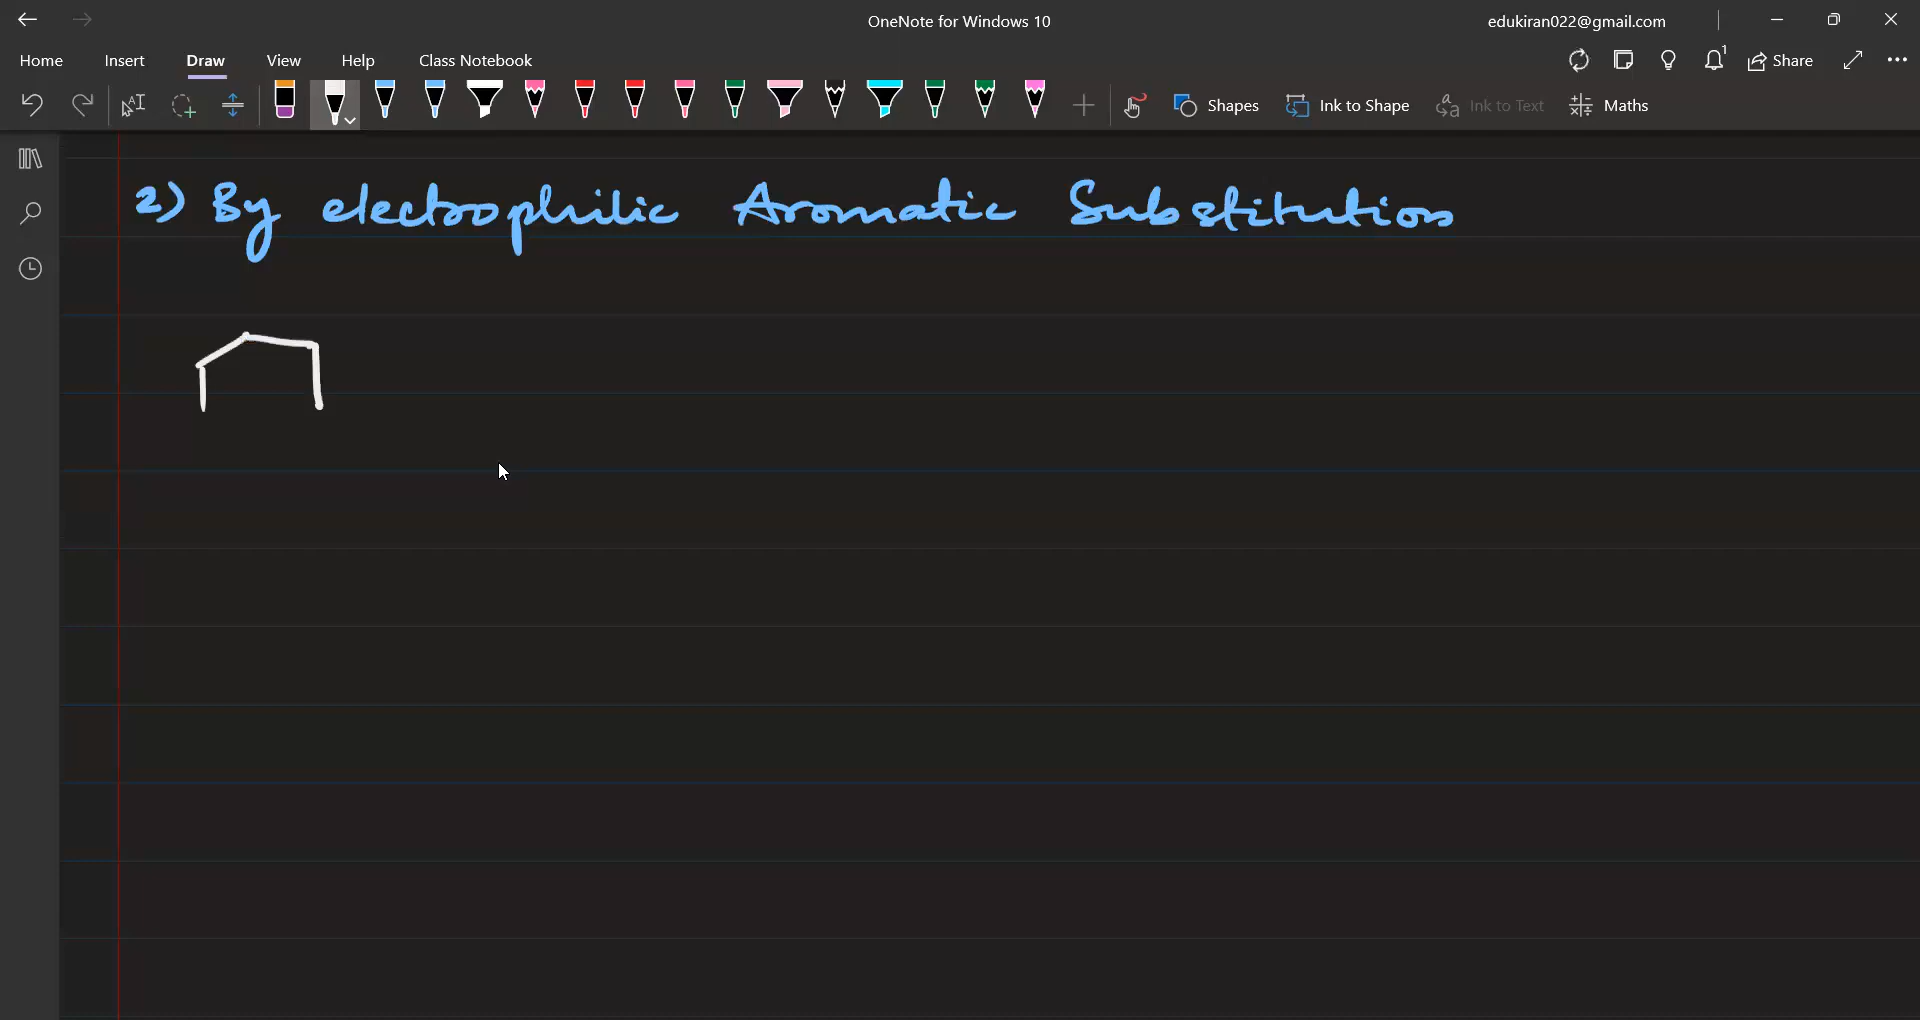 OneNote for Windows 10
edukiran022@gmail.com
Home Insert Draw View Help Class Notebook
1 Share
Shapes Ink to Shape Ink to Text Maths
2) By electrophilic Aromatic Substitution